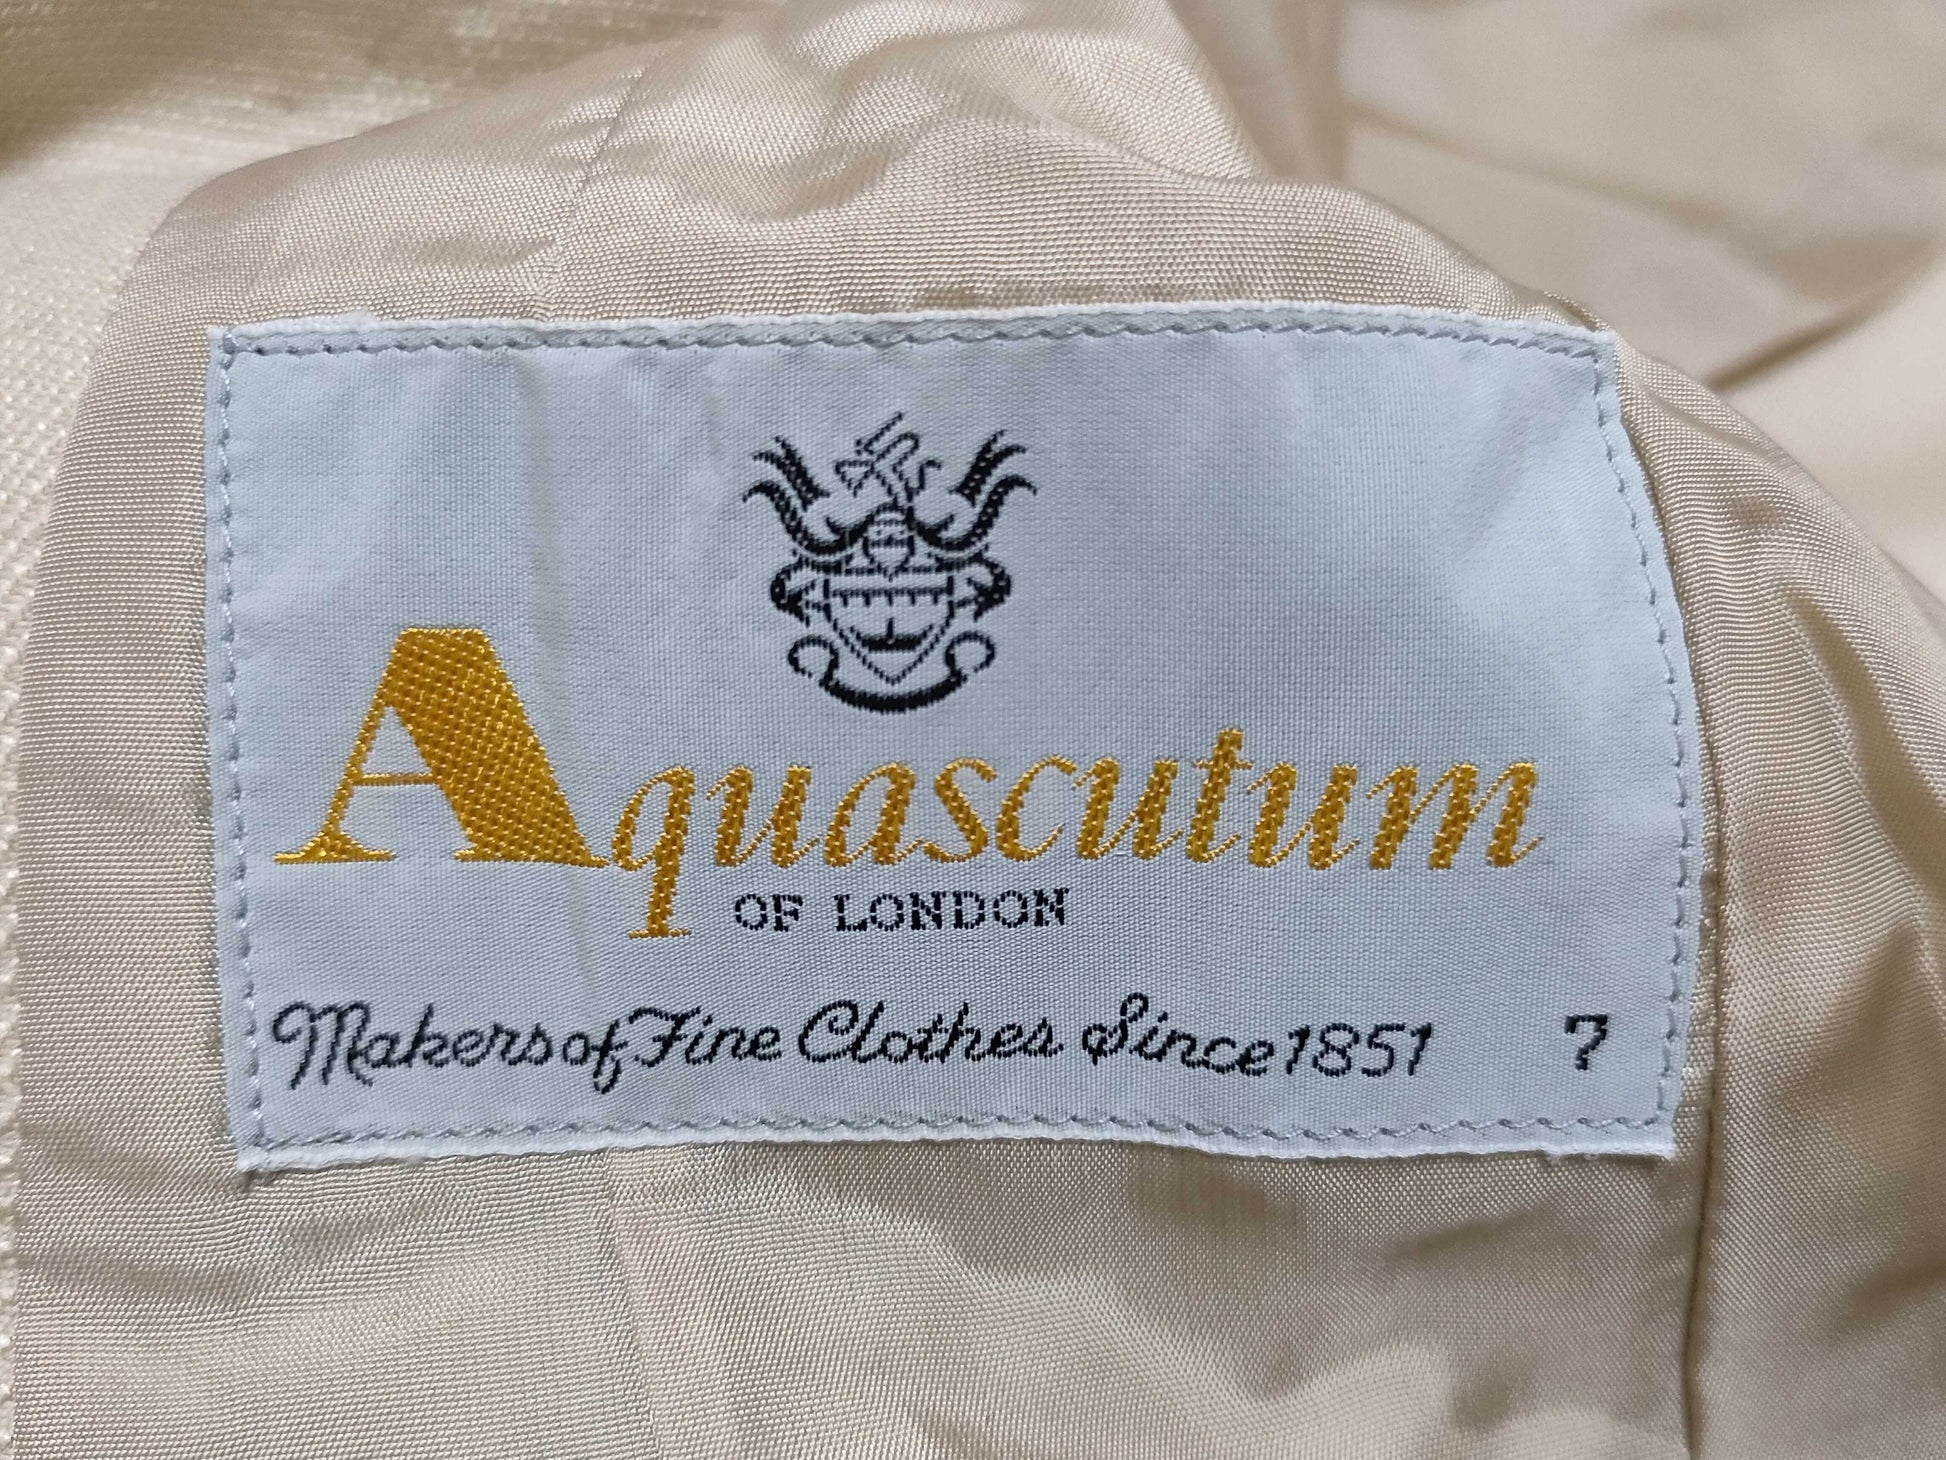 Aquascutum
OF LONDON
Makers of Fine Clothes Since 1851 7